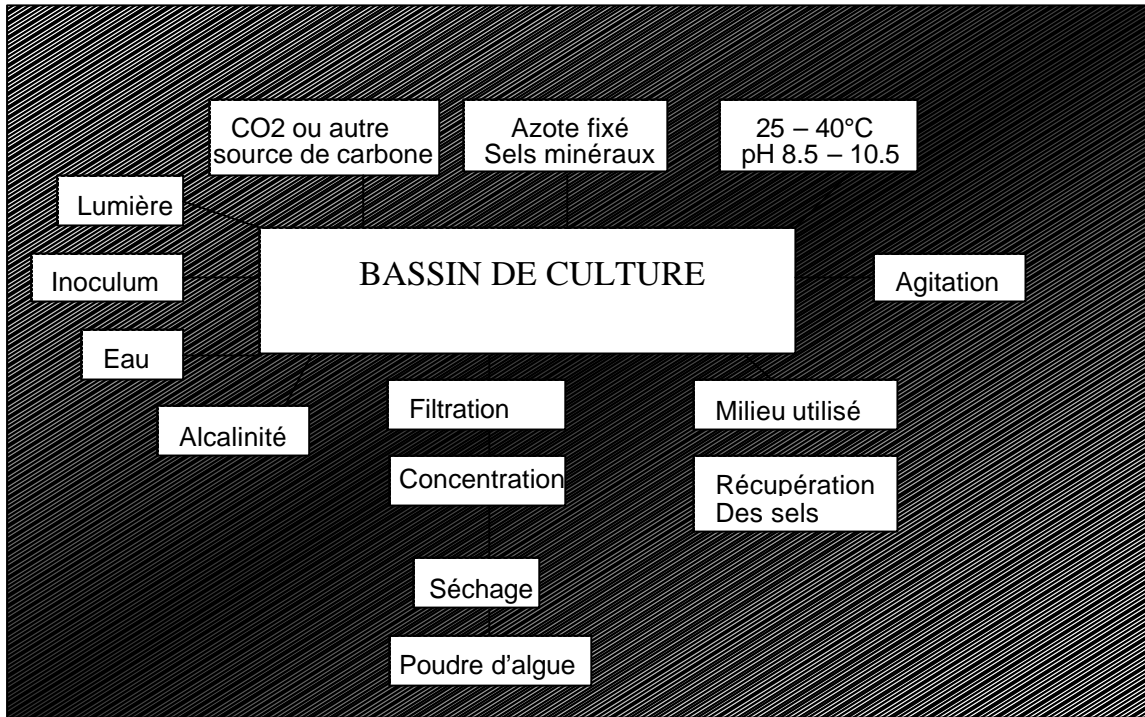 CO2 ou autre
source de carbone
Azote fixé
Sels minéraux
25 – 40°C
pH 8.5 – 10.5
Lumière
BASSIN DE CULTURE
Inoculum
Agitation
Eau
Alcalinité
Filtration
Milieu utilisé
Concentration
Récupération
Des sels
Séchage
Poudre d'algue